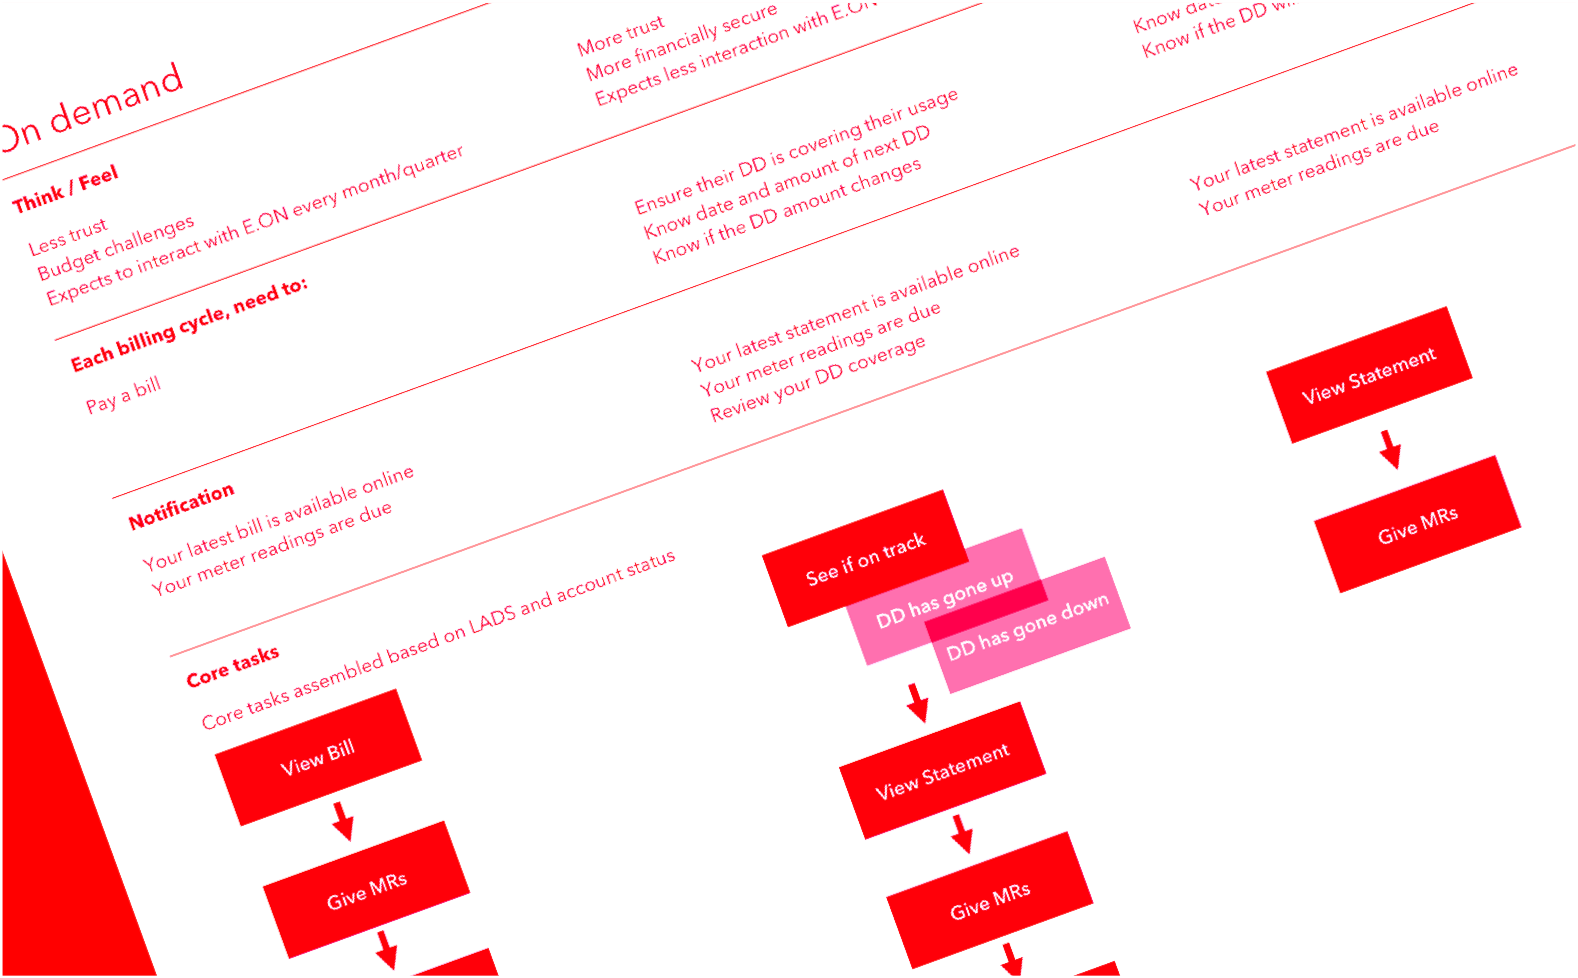 On demand
Think / Feel
Less trust
Budget challenges
Expects to interact with E.ON every month/quarter
More trust
More financially secure
Expects less interaction with E.ON
Each billing cycle, need to:
Pay a bill
Ensure their DD is covering their usage
Know date and amount of next DD
Know if the DD amount changes
Know date
Know if the DD
Notification
Your latest bill is available online
Your meter readings are due
Your latest statement is available online
Your meter readings are due
Review your DD coverage
Your latest statement is available online
Your meter readings are due
Core tasks
Core tasks assembled based on LADS and account status
View Bill
Give MRs
See if on track
DD has gone up
DD has gone down
View Statement
Give MRs
View Statement
Give MRs